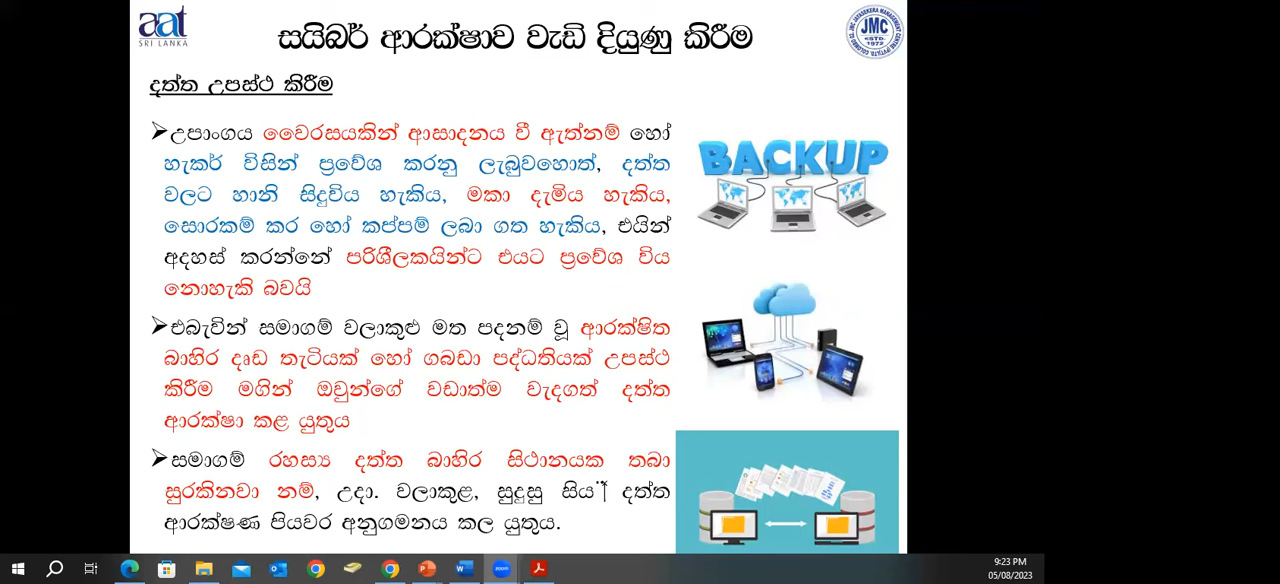 aat
SRI LANKA
සයිබර් ආරක්ෂාව වැඩි දියුණු කිරීම
JMC
ESTD.
1972
දත්ත උපස්ථ කිරීම
➢උපාංගය වෛරසයකින් ආසාදනය වී ඇත්නම් හෝ
හැකර් විසින් ප්‍රවේශ කරනු ලැබුවහොත්, දත්ත
වලට හානි සිදුවිය හැකිය, මකා දැමිය හැකිය,
සොරකම් කර හෝ කප්පම් ලබා ගත හැකිය, එයින්
අදහස් කරන්නේ පරිශීලකයින්ට එයට ප්‍රවේශ විය
නොහැකි බවයි
BACKUP
➢එබැවින් සමාගම් වලාකුළු මත පදනම් වූ ආරක්ෂිත
බාහිර දෘඩ තැටියක් හෝ ගබඩා පද්ධතියක් උපස්ථ
කිරීම මගින් ඔවුන්ගේ වඩාත්ම වැදගත් දත්ත
ආරක්ෂා කළ යුතුය
➢සමාගම් රහස්‍ය දත්ත බාහිර සිථානයක තබා
සුරකිනවා නම්, උදා. වලාකුළ, සුදුසු දත්ත
ආරක්ෂණ පියවර අනුගමනය කල යුතුය.
9:23 PM
05/08/2023